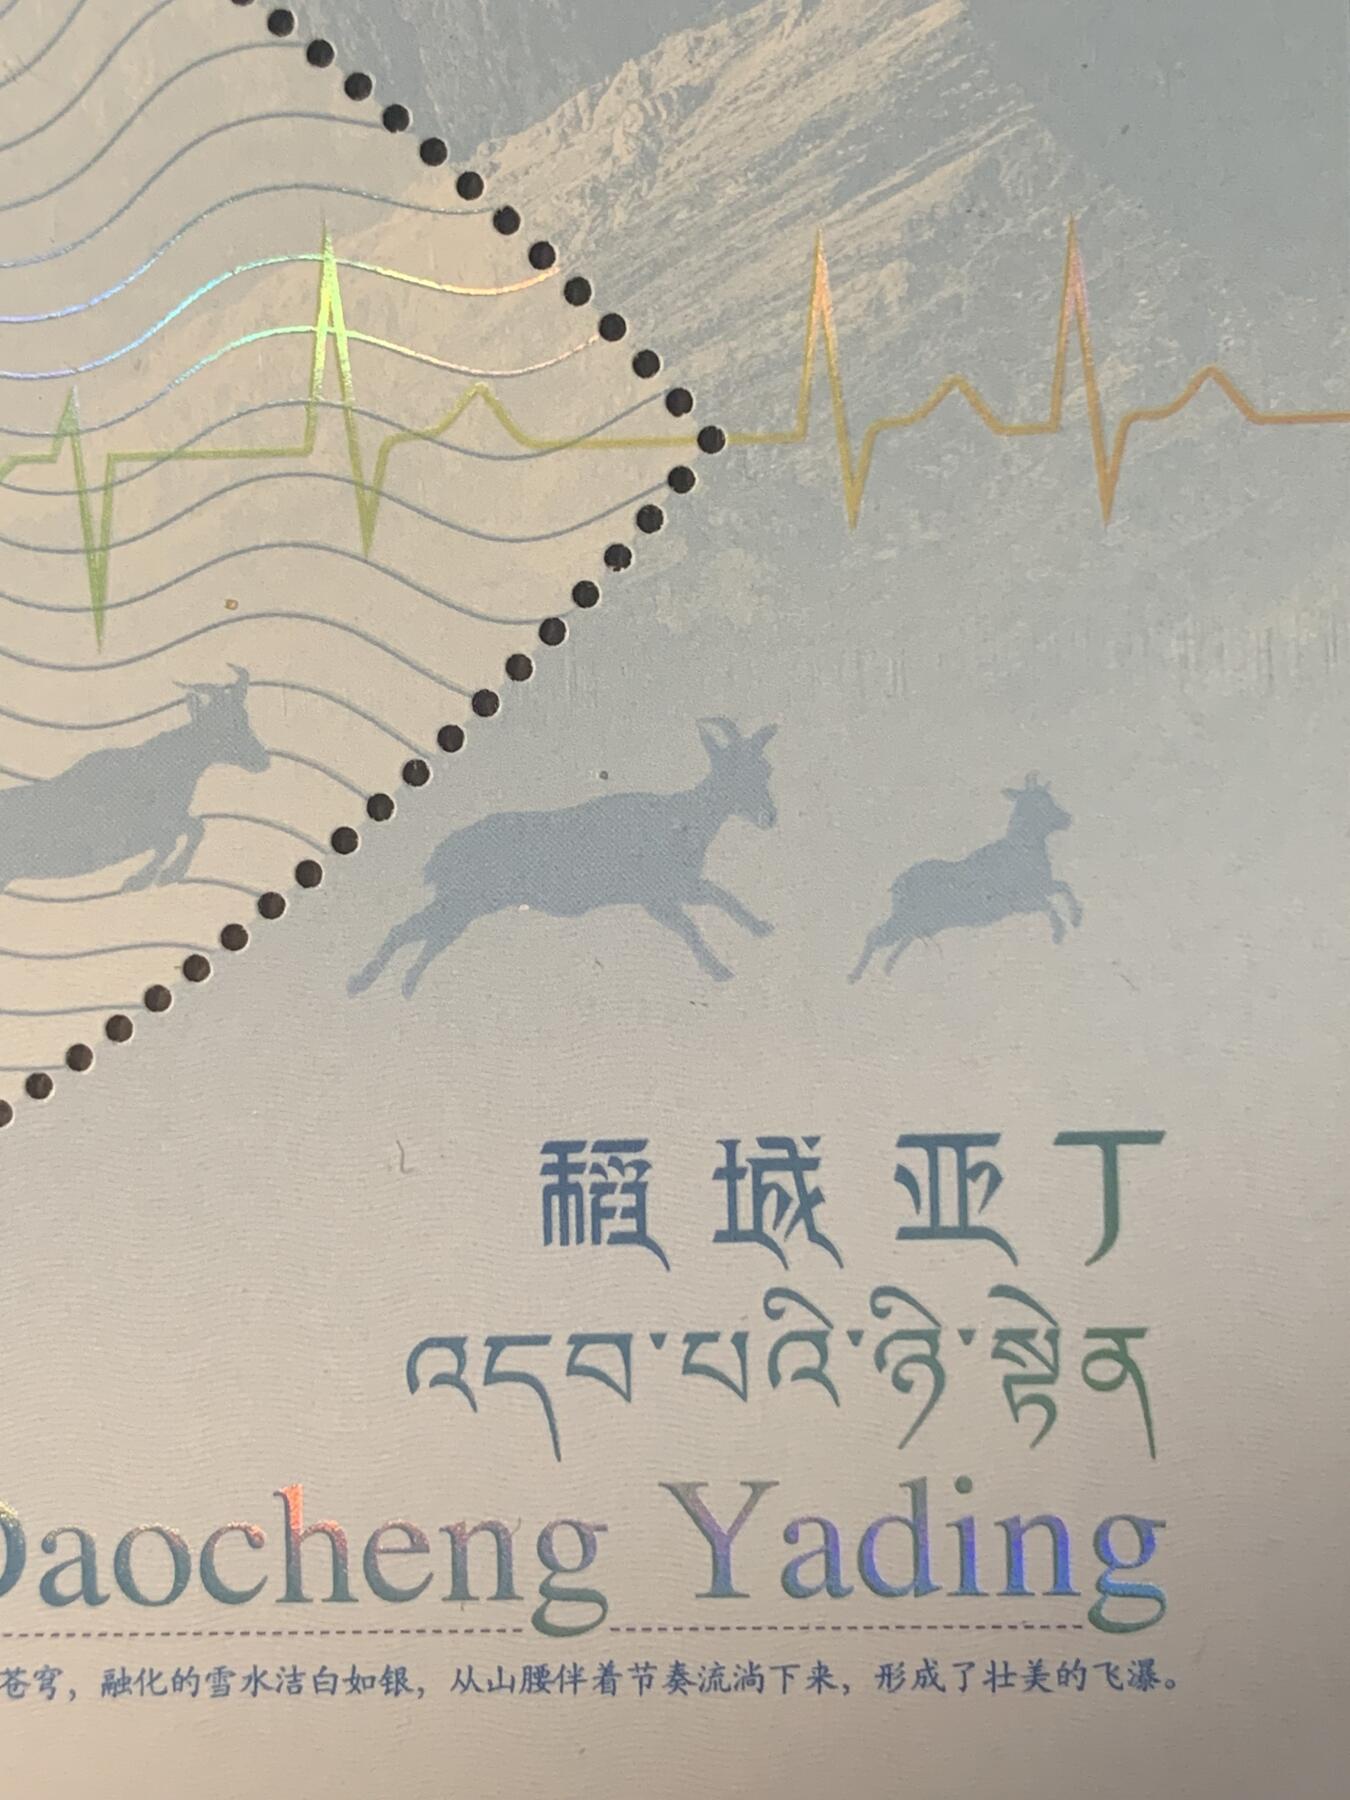 稻城亚丁
འདབ་པའི་ཉི་སྟེན
Daocheng Yading
苍穹，融化的雪水洁白如银，从山腰伴着节奏流淌下来，形成了壮美的飞瀑。